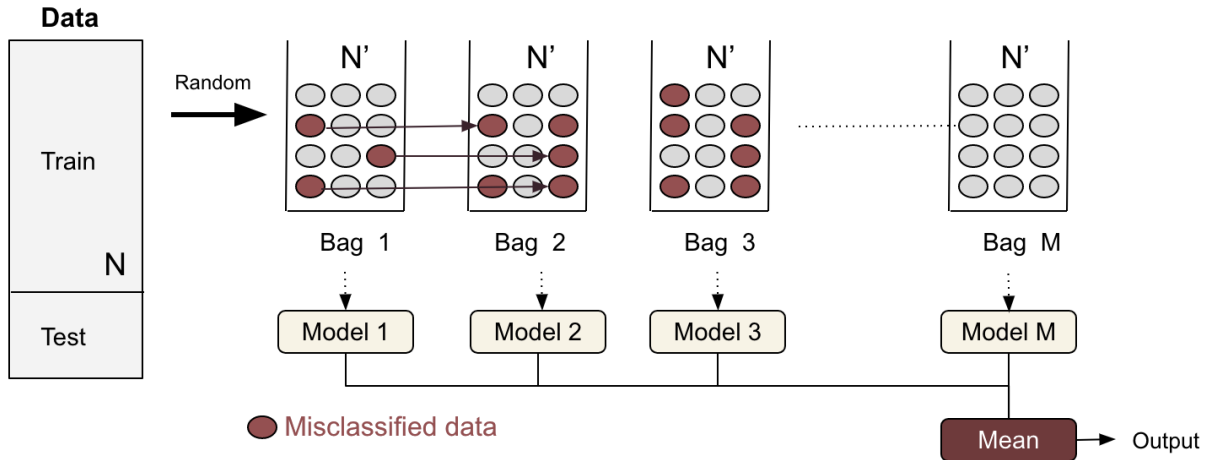 Data
Train
N
Test
Random
N’ N’ N’ N’
Bag 1 Bag 2 Bag 3 Bag M
Model 1 Model 2 Model 3 Model M
Misclassified data
Mean
Output